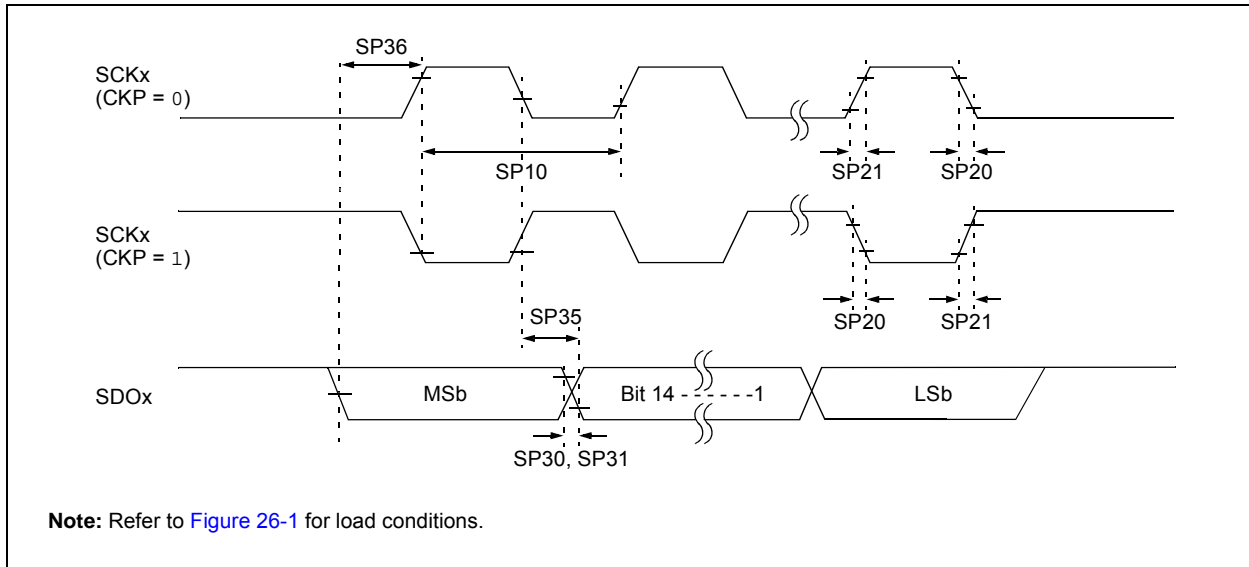 SP36
SCKx
(CKP = 0)
SP10
SP21
SP20
SCKx
(CKP = 1)
SP35
SP20
SP21
SDOx
MSb
Bit 14 - - - - - -1
LSb
SP30, SP31
Note: Refer to Figure 26-1 for load conditions.